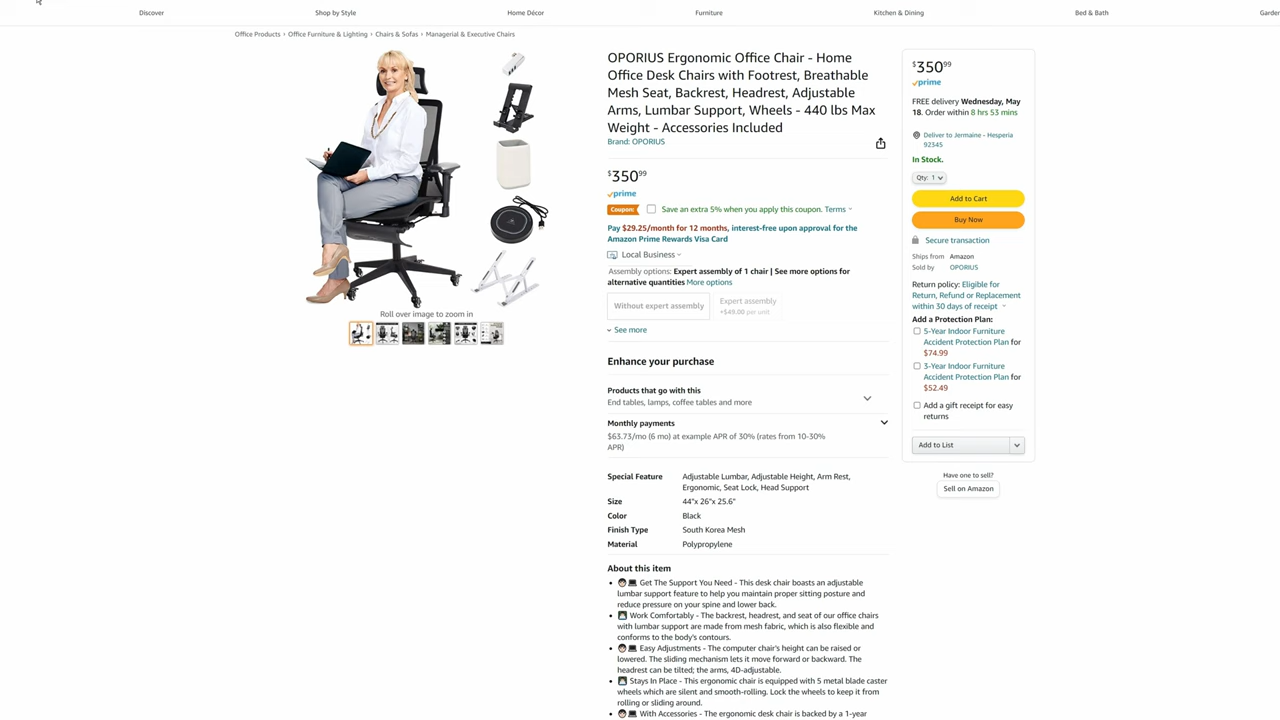 Discover
Shop by Style
Home Décor
Furniture
Kitchen & Dining
Bed & Bath
Garden
Office Products › Office Furniture & Lighting › Chairs & Sofas › Managerial & Executive Chairs
OPORIUS Ergonomic Office Chair - Home
Office Desk Chairs with Footrest, Breathable
Mesh Seat, Backrest, Headrest, Adjustable
Arms, Lumbar Support, Wheels - 440 lbs Max
Weight - Accessories Included
Brand: OPORIUS
$350.99
prime
Coupon:
Save an extra 5% when you apply this coupon. Terms
Pay $29.25/month for 12 months, interest-free upon approval for the
Amazon Prime Rewards Visa Card
Local Business
Assembly options: Expert assembly of 1 chair | See more options for
alternative quantities More options
Without expert assembly
Expert assembly
+$49.00 per unit
See more
Roll over image to zoom in
Enhance your purchase
Products that go with this
End tables, lamps, coffee tables and more
Monthly payments
$63.73/mo (6 mo) at example APR of 30% (rates from 10-30%
APR)
Special Feature
Adjustable Lumbar, Adjustable Height, Arm Rest,
Ergonomic, Seat Lock, Head Support
Size
44"x 26"x 25.6"
Color
Black
Finish Type
South Korea Mesh
Material
Polypropylene
About this item
Get The Support You Need - This desk chair boasts an adjustable
lumbar support feature to help you maintain proper sitting posture and
reduce pressure on your spine and lower back.
Work Comfortably - The backrest, headrest, and seat of our office chairs
with lumbar support are made from mesh fabric, which is also flexible and
conforms to the body's contours.
Easy Adjustments - The computer chair's height can be raised or
lowered. The sliding mechanism lets it move forward or backward. The
headrest can be tilted; the arms, 4D-adjustable.
Stays In Place - This ergonomic chair is equipped with 5 metal blade caster
wheels which are silent and smooth-rolling. Lock the wheels to keep it from
rolling or sliding around.
With Accessories - The ergonomic desk chair is backed by a 1-year
$350.99
prime
FREE delivery Wednesday, May
18. Order within 8 hrs 53 mins
Deliver to Jermaine - Hesperia
92345
In Stock.
Qty: 1
Add to Cart
Buy Now
Secure transaction
Ships from Amazon
Sold by OPORIUS
Return policy: Eligible for
Return, Refund or Replacement
within 30 days of receipt
Add a Protection Plan:
5-Year Indoor Furniture
Accident Protection Plan for
$74.99
3-Year Indoor Furniture
Accident Protection Plan for
$52.49
Add a gift receipt for easy
returns
Add to List
Have one to sell?
Sell on Amazon